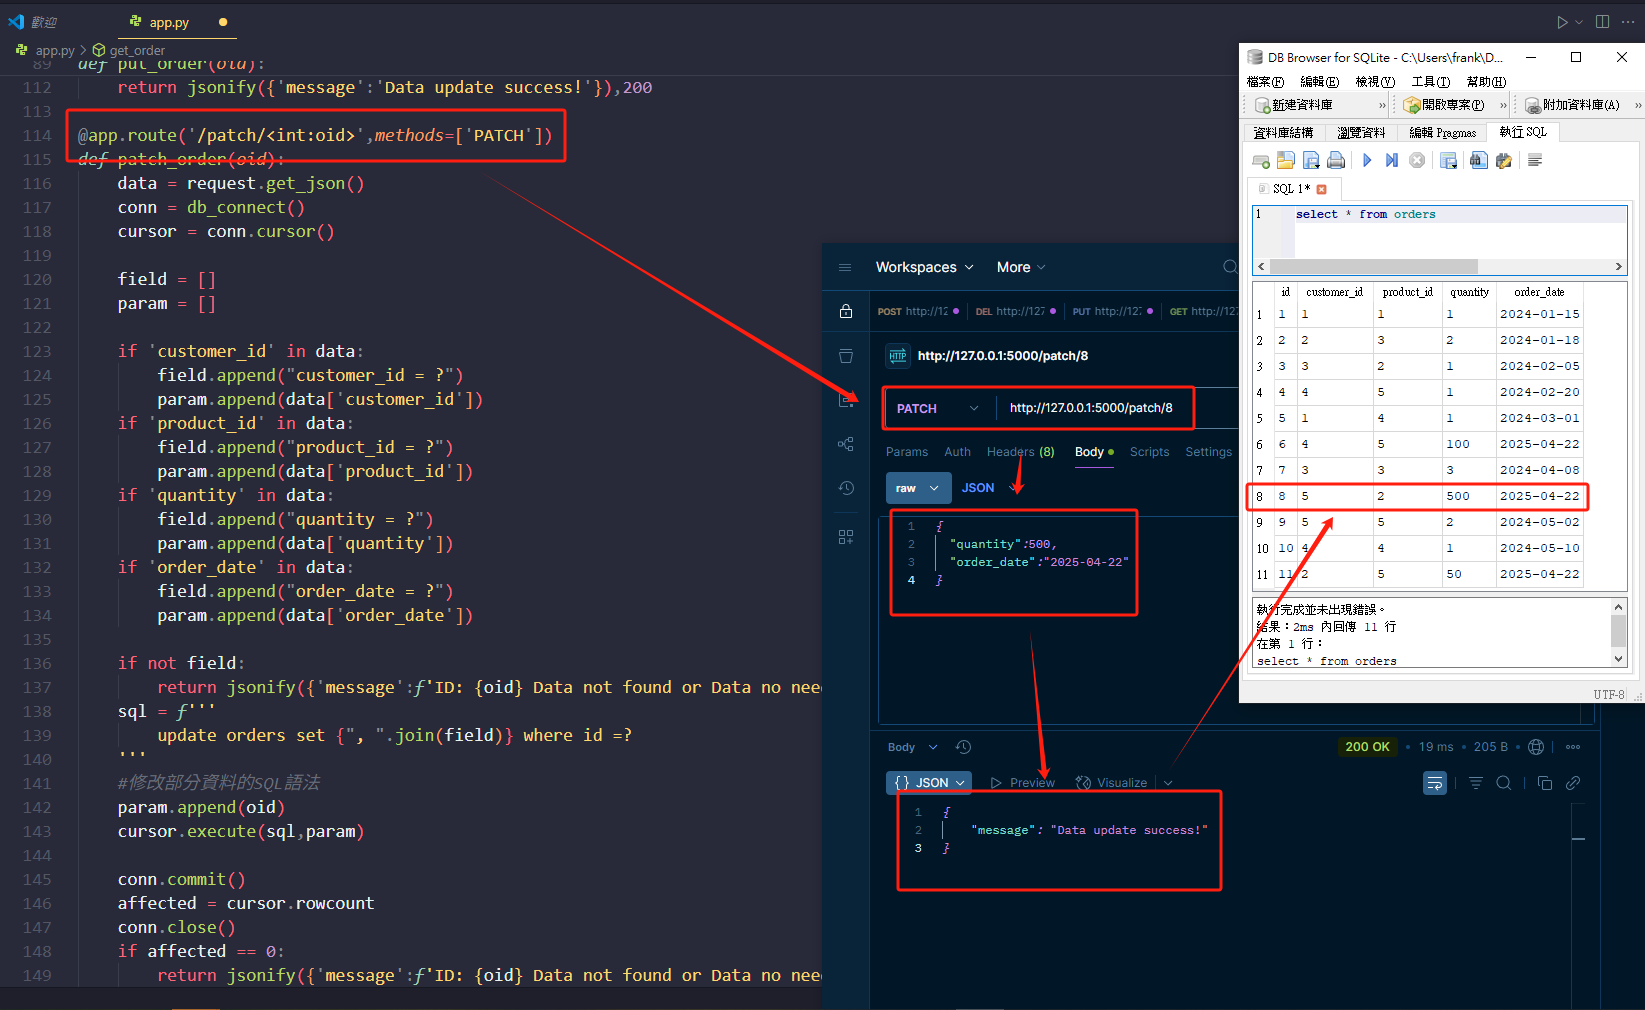 歡迎
app.py
app.py > get_order
89 def put_order(oid):
112 return jsonify({'message':'Data update success!'}),200
113
114 @app.route('/patch/<int:oid>',methods=['PATCH'])
115 def patch_order(oid):
116 data = request.get_json()
117 conn = db_connect()
118 cursor = conn.cursor()
119
120 field = []
121 param = []
122
123 if 'customer_id' in data:
124 field.append("customer_id = ?")
125 param.append(data['customer_id'])
126 if 'product_id' in data:
127 field.append("product_id = ?")
128 param.append(data['product_id'])
129 if 'quantity' in data:
130 field.append("quantity = ?")
131 param.append(data['quantity'])
132 if 'order_date' in data:
133 field.append("order_date = ?")
134 param.append(data['order_date'])
135
136 if not field:
137 return jsonify({'message':f'ID: {oid} Data not found or Data no nee
138 sql = f'''
139 update orders set {", ".join(field)} where id =?
140 '''
141 #修改部分資料的SQL語法
142 param.append(oid)
143 cursor.execute(sql,param)
144
145 conn.commit()
146 affected = cursor.rowcount
147 conn.close()
148 if affected == 0:
149 return jsonify({'message':f'ID: {oid} Data not found or Data no nee
Workspaces More
POST http://12 DEL http://127 PUT http://127 GET http://127
HTTP http://127.0.0.1:5000/patch/8
PATCH http://127.0.0.1:5000/patch/8
Params Auth Headers (8) Body Scripts Settings
raw JSON
1 {
2 "quantity":500,
3 "order_date":"2025-04-22"
4 }
Body 200 OK • 19 ms • 205 B
{} JSON Preview Visualize
1 {
2 "message": "Data update success!"
3 }
DB Browser for SQLite - C:\Users\frank\D...
檔案(F) 編輯(E) 檢視(V) 工具(T) 幫助(H)
新建資料庫 » 開啟專案(P) » 附加資料庫(A) »
資料庫結構 瀏覽資料 編輯 Pragmas 執行 SQL
SQL 1*
1 select * from orders
id customer_id product_id quantity order_date
1 1 1 1 1 2024-01-15
2 2 2 3 2 2024-01-18
3 3 3 2 1 2024-02-05
4 4 4 5 1 2024-02-20
5 5 1 4 1 2024-03-01
6 6 4 5 100 2025-04-22
7 7 3 3 3 2024-04-08
8 8 5 2 500 2025-04-22
9 9 5 5 2 2024-05-02
10 10 4 4 1 2024-05-10
11 11 2 5 50 2025-04-22
執行完成並未出現錯誤。
結果：2ms 內回傳 11 行
在第 1 行：
select * from orders
UTF-8